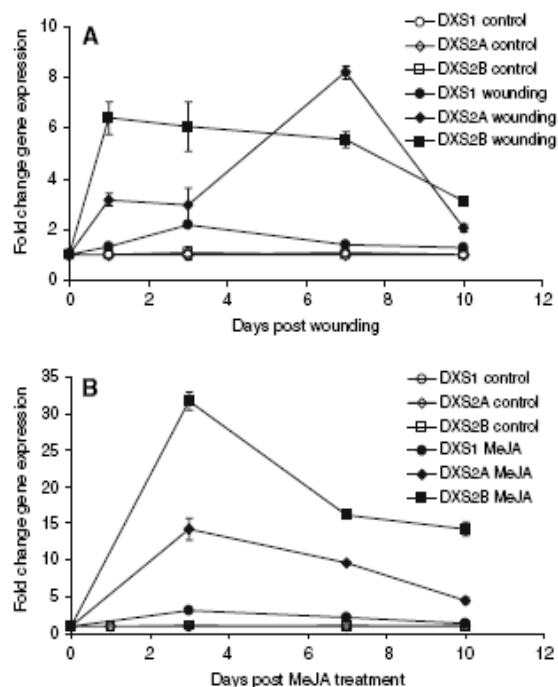 A
DXS1 control
DXS2A control
DXS2B control
DXS1 wounding
DXS2A wounding
DXS2B wounding
Fold change gene expression
10
8
6
4
2
0
0 2 4 6 8 10 12
Days post wounding
B
DXS1 control
DXS2A control
DXS2B control
DXS1 MeJA
DXS2A MeJA
DXS2B MeJA
Fold change gene expression
35
30
25
20
15
10
5
0
0 2 4 6 8 10 12
Days post MeJA treatment